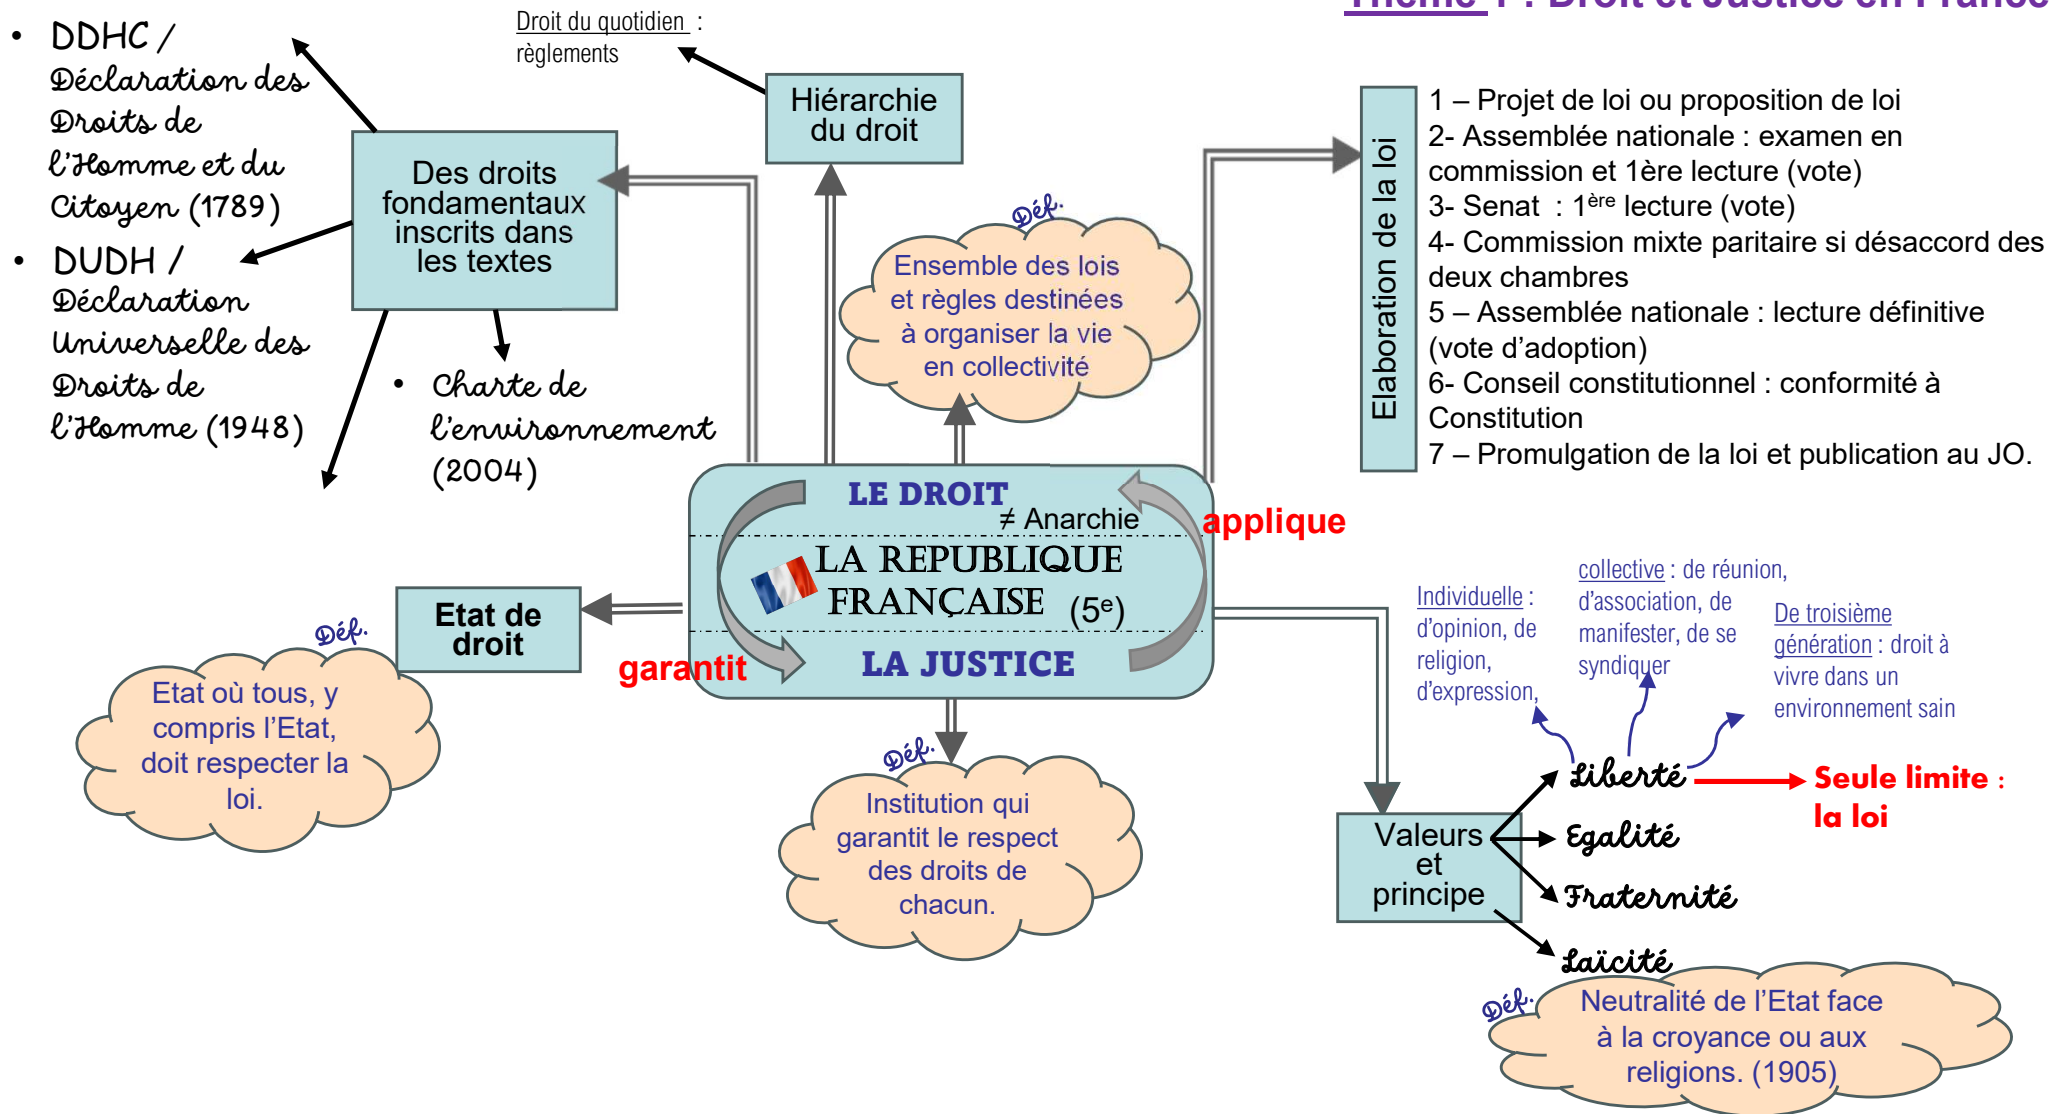 Thème 1 : Droit et Justice en France
• DDHC /
Déclaration des
Droits de
l'Homme et du
Citoyen (1789)
• DUDH /
Déclaration
Universelle des
Droits de
l'Homme (1948)
Droit du quotidien :
règlements
Hiérarchie
du droit
Des droits
fondamentaux
inscrits dans
les textes
• Charte de
l'environnement
(2004)
Déf.
Ensemble des lois
et règles destinées
à organiser la vie
en collectivité
Elaboration de la loi
1 – Projet de loi ou proposition de loi
2- Assemblée nationale : examen en
commission et 1ère lecture (vote)
3- Senat : 1ère lecture (vote)
4- Commission mixte paritaire si désaccord des
deux chambres
5 – Assemblée nationale : lecture définitive
(vote d'adoption)
6- Conseil constitutionnel : conformité à
Constitution
7 – Promulgation de la loi et publication au JO.
LE DROIT
≠ Anarchie
applique
LA REPUBLIQUE
FRANÇAISE (5e)
garantit
LA JUSTICE
Etat de
droit
Déf.
Etat où tous, y
compris l'Etat,
doit respecter la
loi.
Déf.
Institution qui
garantit le respect
des droits de
chacun.
Individuelle :
d'opinion, de
religion,
d'expression,
collective : de réunion,
d'association, de
manifester, de se
syndiquer
De troisième
génération : droit à
vivre dans un
environnement sain
Valeurs
et
principe
Liberté
Seule limite :
la loi
Egalité
Fraternité
Laïcité
Déf.
Neutralité de l'Etat face
à la croyance ou aux
religions. (1905)